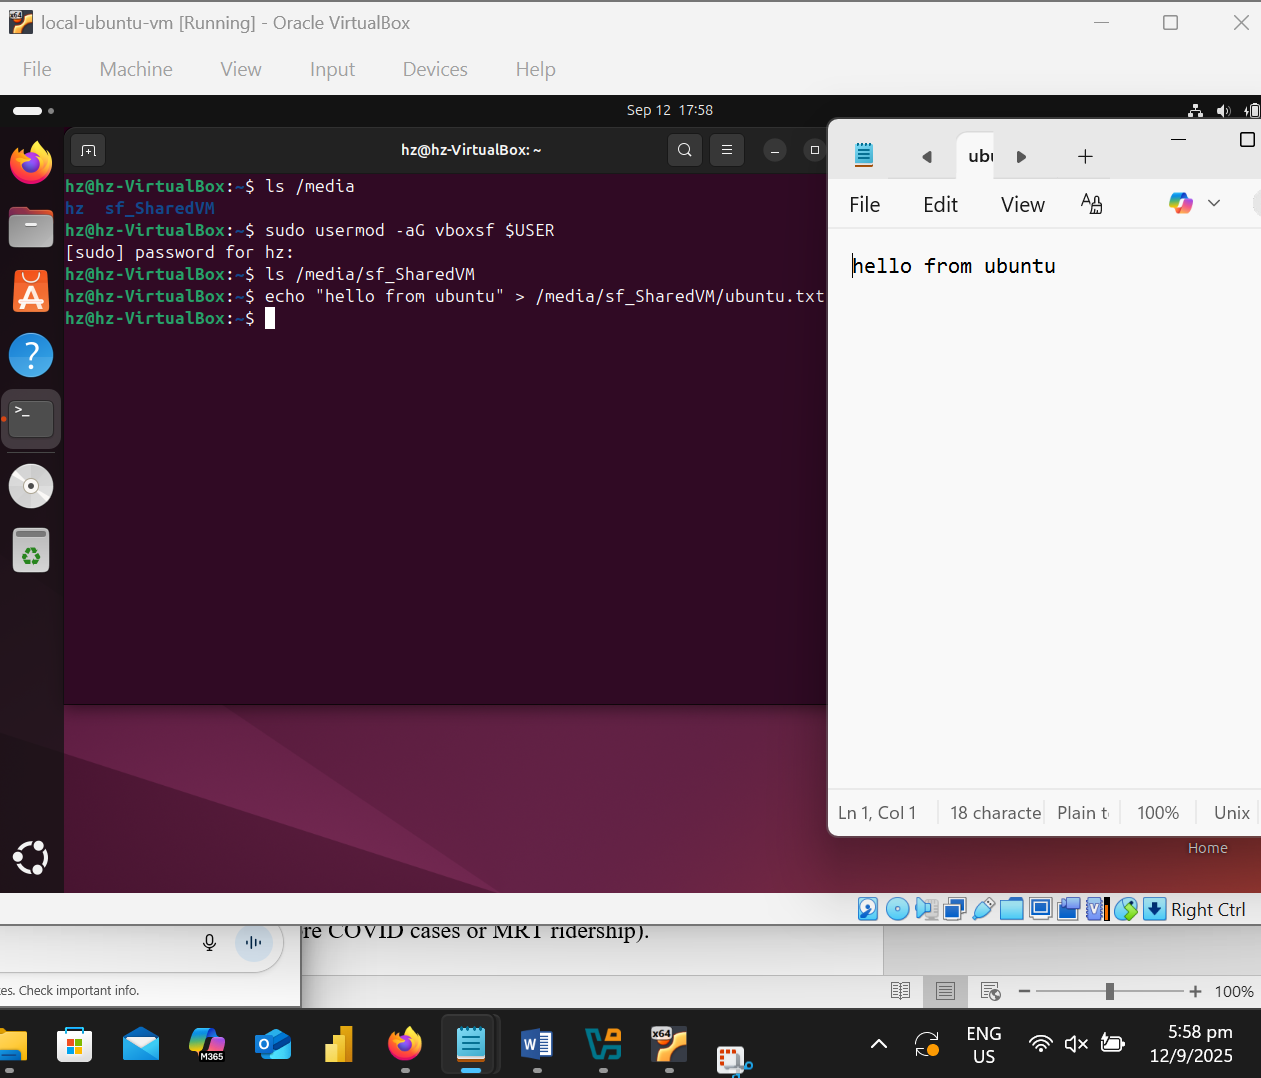 local-ubuntu-vm [Running] - Oracle VirtualBox
File Machine View Input Devices Help
Sep 12 17:58
hz@hz-VirtualBox: ~
hz@hz-VirtualBox:~$ ls /media
hz sf_SharedVM
hz@hz-VirtualBox:~$ sudo usermod -aG vboxsf $USER
[sudo] password for hz:
hz@hz-VirtualBox:~$ ls /media/sf_SharedVM
hz@hz-VirtualBox:~$ echo "hello from ubuntu" > /media/sf_SharedVM/ubuntu.txt
hz@hz-VirtualBox:~$
ubu
File Edit View
hello from ubuntu
Ln 1, Col 1 18 characte Plain t 100% Unix
Home
Right Ctrl
re COVID cases or MRT ridership).
es. Check important info.
100%
M365
x64
ENG
US
5:58 pm
12/9/2025